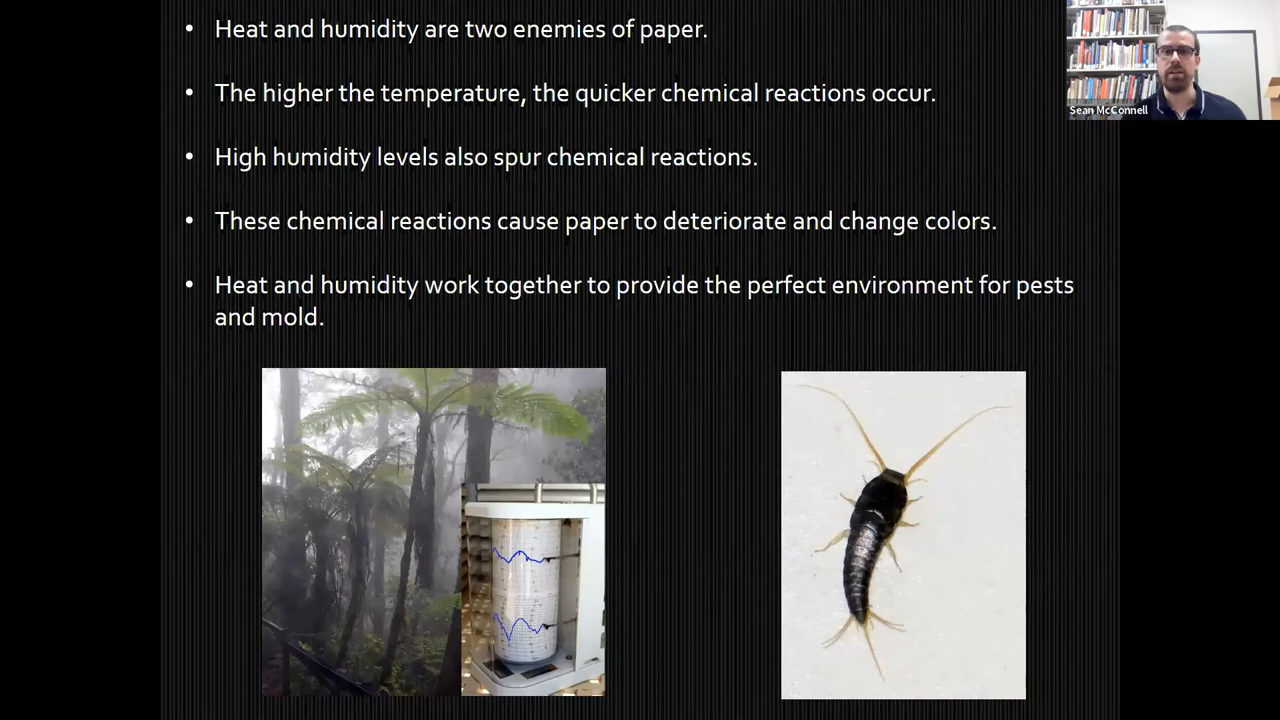 • Heat and humidity are two enemies of paper.
• The higher the temperature, the quicker chemical reactions occur.
• High humidity levels also spur chemical reactions.
• These chemical reactions cause paper to deteriorate and change colors.
• Heat and humidity work together to provide the perfect environment for pests
and mold.
Sean McConnell